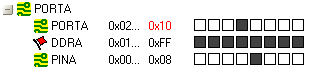 PORTA
PORTA 0x02... 0x10
DDRA 0x01... 0xFF
PINA 0x00... 0x08